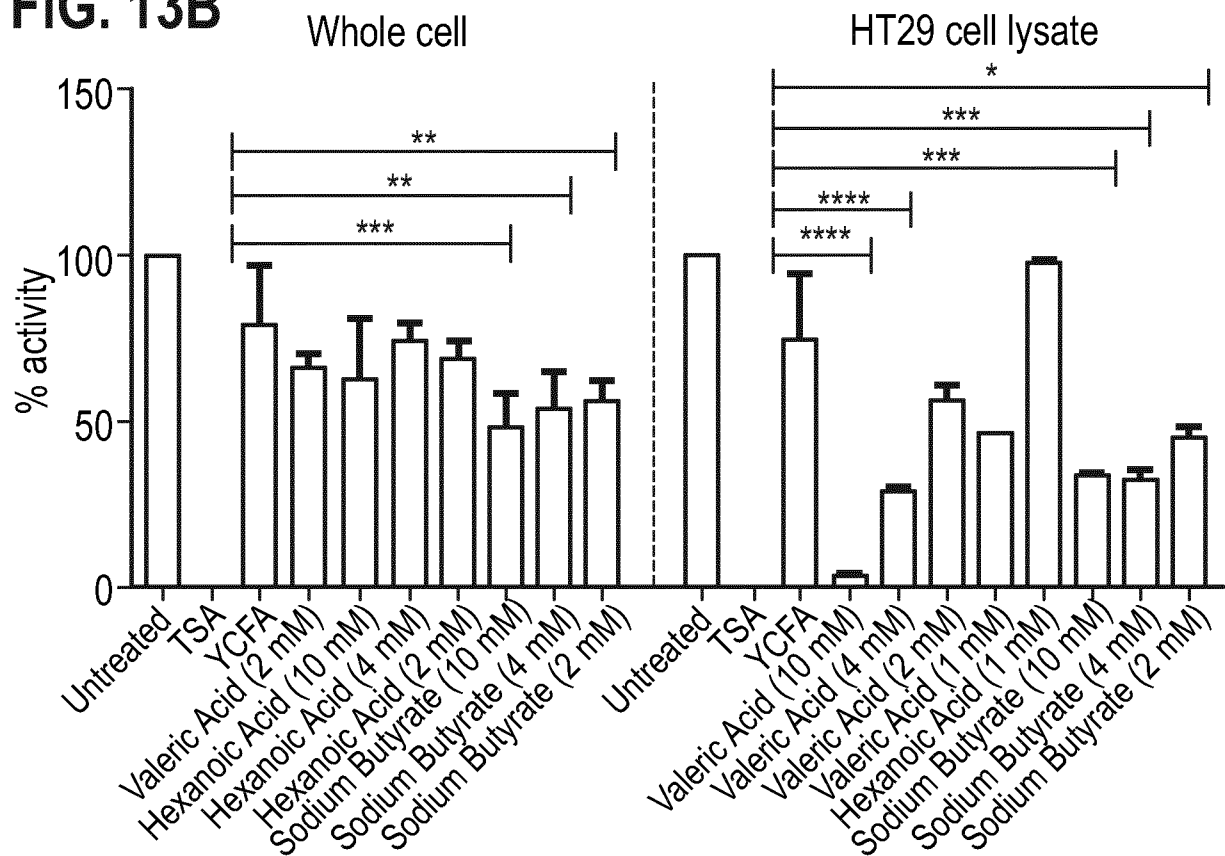 FIG. 13B
Whole cell
HT29 cell lysate
% activity
150
100
50
0
**
**
***
*
***
***
****
****
Untreated
TSA
YCFA
Valeric Acid (2 mM)
Hexanoic Acid (10 mM)
Hexanoic Acid (4 mM)
Hexanoic Acid (2 mM)
Sodium Butyrate (10 mM)
Sodium Butyrate (4 mM)
Sodium Butyrate (2 mM)
Untreated
TSA
YCFA
Valeric Acid (10 mM)
Valeric Acid (4 mM)
Valeric Acid (2 mM)
Valeric Acid (1 mM)
Hexanoic Acid (1 mM)
Sodium Butyrate (10 mM)
Sodium Butyrate (4 mM)
Sodium Butyrate (2 mM)